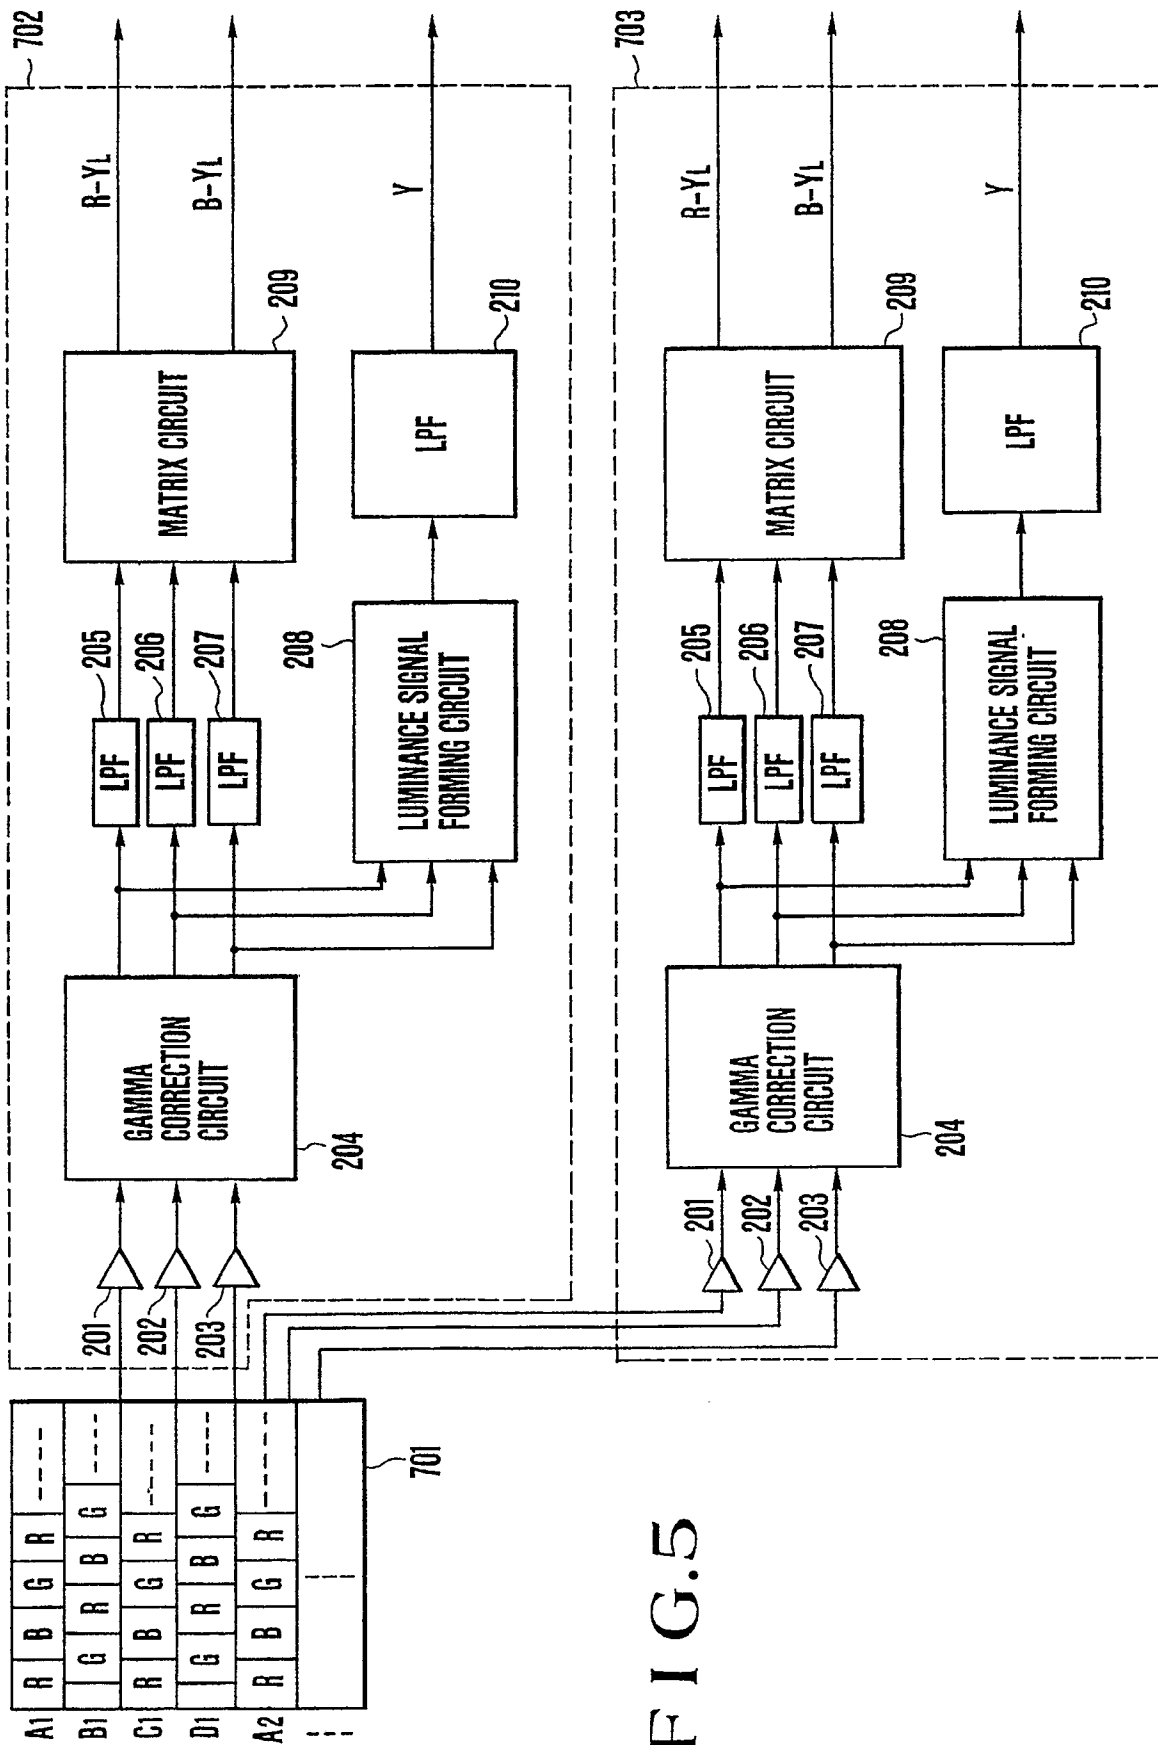 702
R-YL
B-YL
Y
209
MATRIX CIRCUIT
210
LPF
205
LPF
206
LPF
207
LPF
208
LUMINANCE SIGNAL
FORMING CIRCUIT
GAMMA
CORRECTION
CIRCUIT
204
201
202
203
A1 R B G R
B1 G R B G
C1 R B G R
D1 G R B G
A2 R B G R
701
703
R-YL
B-YL
Y
209
MATRIX CIRCUIT
210
LPF
205
LPF
206
LPF
207
LPF
208
LUMINANCE SIGNAL
FORMING CIRCUIT
GAMMA
CORRECTION
CIRCUIT
204
201
202
203
FIG.5